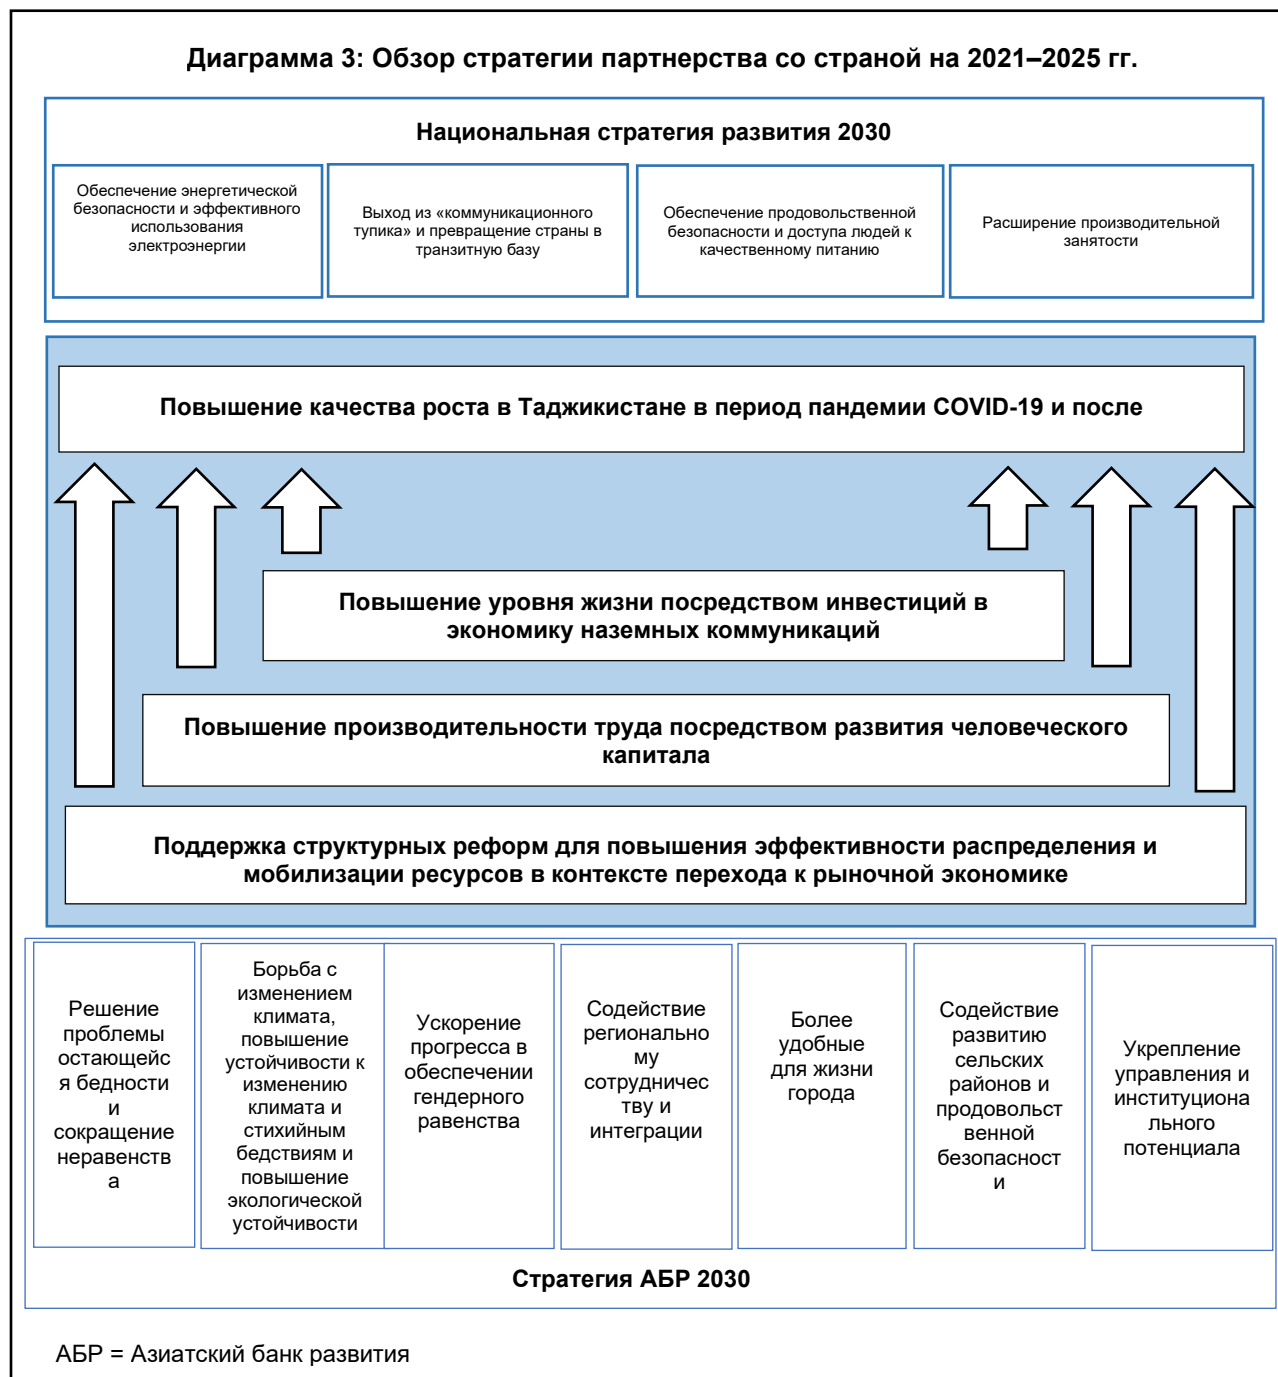 Диаграмма 3: Обзор стратегии партнерства со страной на 2021–2025 гг.
Национальная стратегия развития 2030
Обеспечение энергетической
безопасности и эффективного
использования
электроэнергии
Выход из «коммуникационного
тупика» и превращение страны в
транзитную базу
Обеспечение продовольственной
безопасности и доступа людей к
качественному питанию
Расширение производительной
занятости
Повышение качества роста в Таджикистане в период пандемии COVID-19 и после
Повышение уровня жизни посредством инвестиций в
экономику наземных коммуникаций
Повышение производительности труда посредством развития человеческого
капитала
Поддержка структурных реформ для повышения эффективности распределения и
мобилизации ресурсов в контексте перехода к рыночной экономике
Решение
проблемы
остающейс
я бедности
и
сокращение
неравенств
а
Борьба с
изменением
климата,
повышение
устойчивости к
изменению
климата и
стихийным
бедствиям и
повышение
экологической
устойчивости
Ускорение
прогресса в
обеспечении
гендерного
равенства
Содействие
регионально
му
сотрудничес
тву и
интеграции
Более
удобные
для жизни
города
Содействие
развитию
сельских
районов и
продовольст
венной
безопасност
и
Укрепление
управления и
институциона
льного
потенциала
Стратегия АБР 2030
АБР = Азиатский банк развития